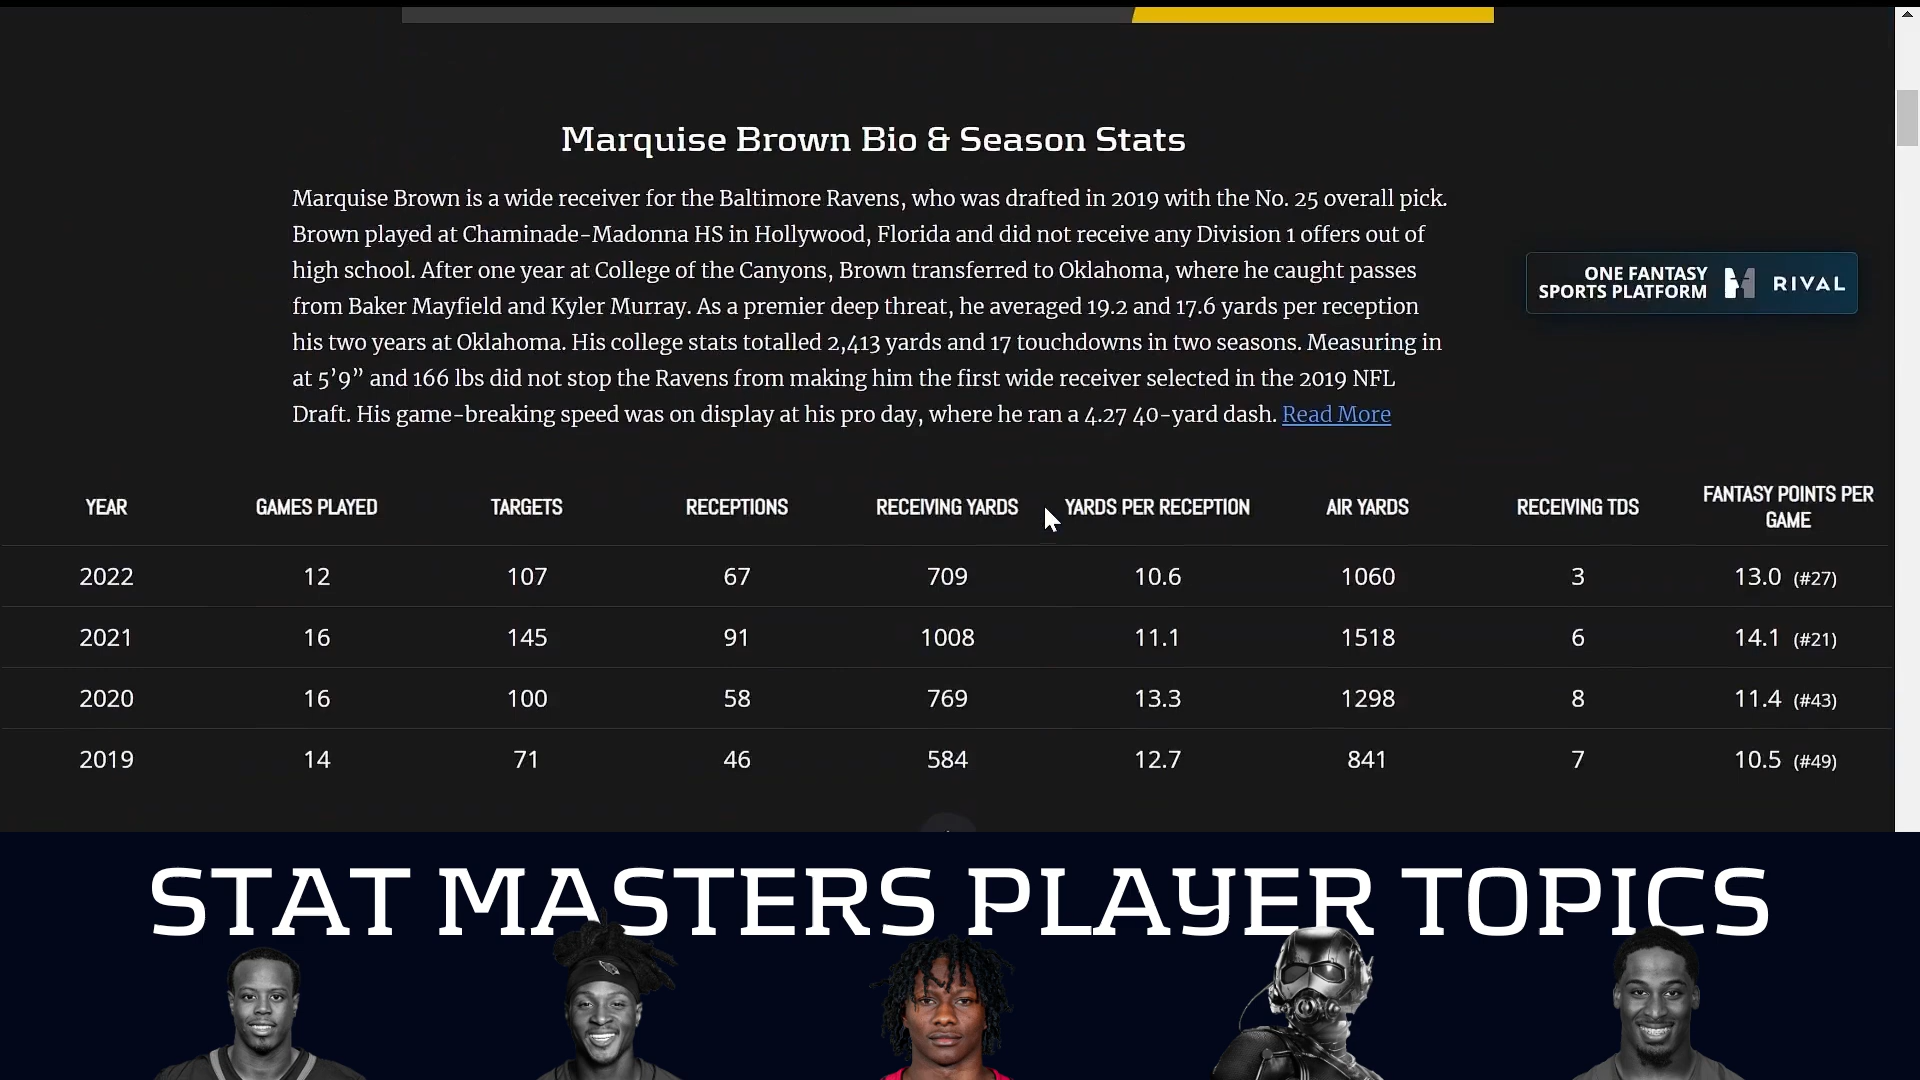 Marquise Brown Bio & Season Stats
Marquise Brown is a wide receiver for the Baltimore Ravens, who was drafted in 2019 with the No. 25 overall pick.
Brown played at Chaminade-Madonna HS in Hollywood, Florida and did not receive any Division 1 offers out of
high school. After one year at College of the Canyons, Brown transferred to Oklahoma, where he caught passes
from Baker Mayfield and Kyler Murray. As a premier deep threat, he averaged 19.2 and 17.6 yards per reception
his two years at Oklahoma. His college stats totalled 2,413 yards and 17 touchdowns in two seasons. Measuring in
at 5’9” and 166 lbs did not stop the Ravens from making him the first wide receiver selected in the 2019 NFL
Draft. His game-breaking speed was on display at his pro day, where he ran a 4.27 40-yard dash. Read More
ONE FANTASY
SPORTS PLATFORM
RIVAL
YEAR GAMES PLAYED TARGETS RECEPTIONS RECEIVING YARDS YARDS PER RECEPTION AIR YARDS RECEIVING TDS FANTASY POINTS PER
GAME
2022 12 107 67 709 10.6 1060 3 13.0 (#27)
2021 16 145 91 1008 11.1 1518 6 14.1 (#21)
2020 16 100 58 769 13.3 1298 8 11.4 (#43)
2019 14 71 46 584 12.7 841 7 10.5 (#49)
STAT MASTERS PLAYER TOPICS